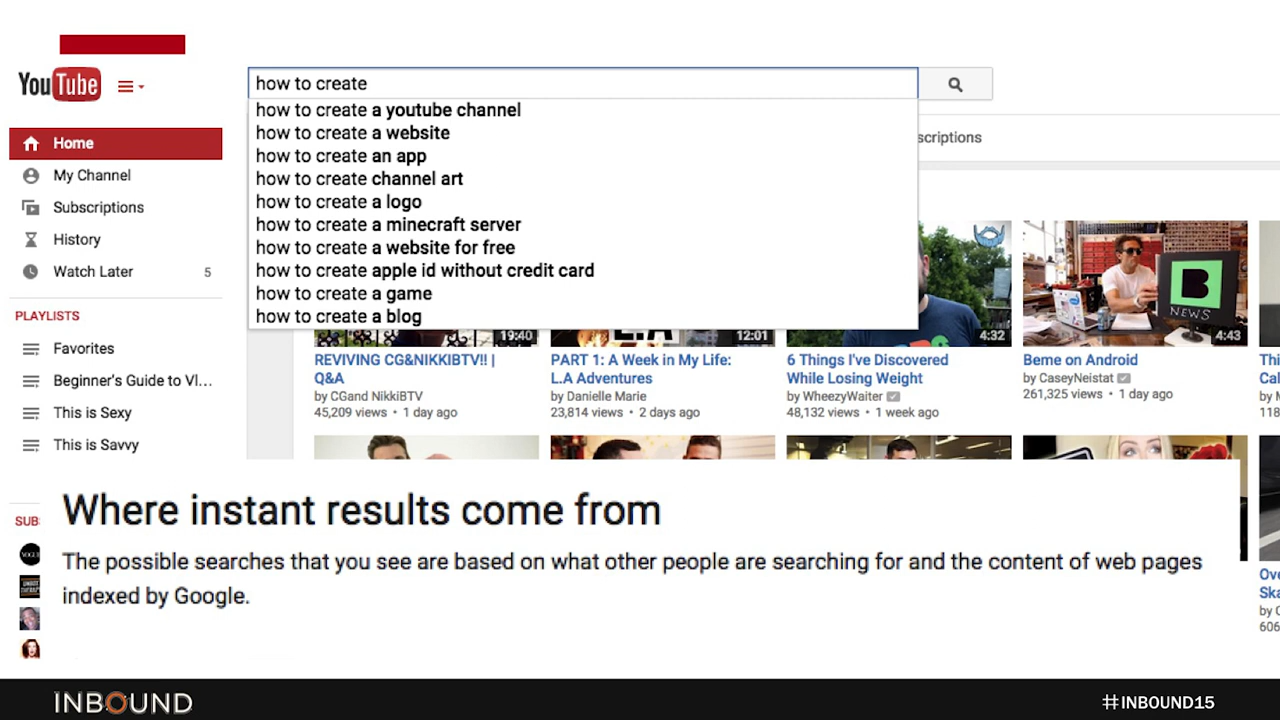 YouTube
how to create
how to create a youtube channel
how to create a website
how to create an app
how to create channel art
how to create a logo
how to create a minecraft server
how to create a website for free
how to create apple id without credit card
how to create a game
how to create a blog
scriptions
Home
My Channel
Subscriptions
History
Watch Later 5
PLAYLISTS
Favorites
Beginner's Guide to Vl...
This is Sexy
This is Savvy
SUB
19:40
12:01
4:32
B
NEWS
4:43
REVIVING CG&NIKKIBTV!! |
Q&A
by CGand NikkiBTV
45,209 views • 1 day ago
PART 1: A Week in My Life:
L.A Adventures
by Danielle Marie
23,814 views • 2 days ago
6 Things I've Discovered
While Losing Weight
by WheezyWaiter
48,132 views • 1 week ago
Beme on Android
by CaseyNeistat
261,325 views • 1 day ago
Thi
Cal
by M
118
Where instant results come from
The possible searches that you see are based on what other people are searching for and the content of web pages
indexed by Google.
Ove
Ska
by C
606
INBOUND
#INBOUND15